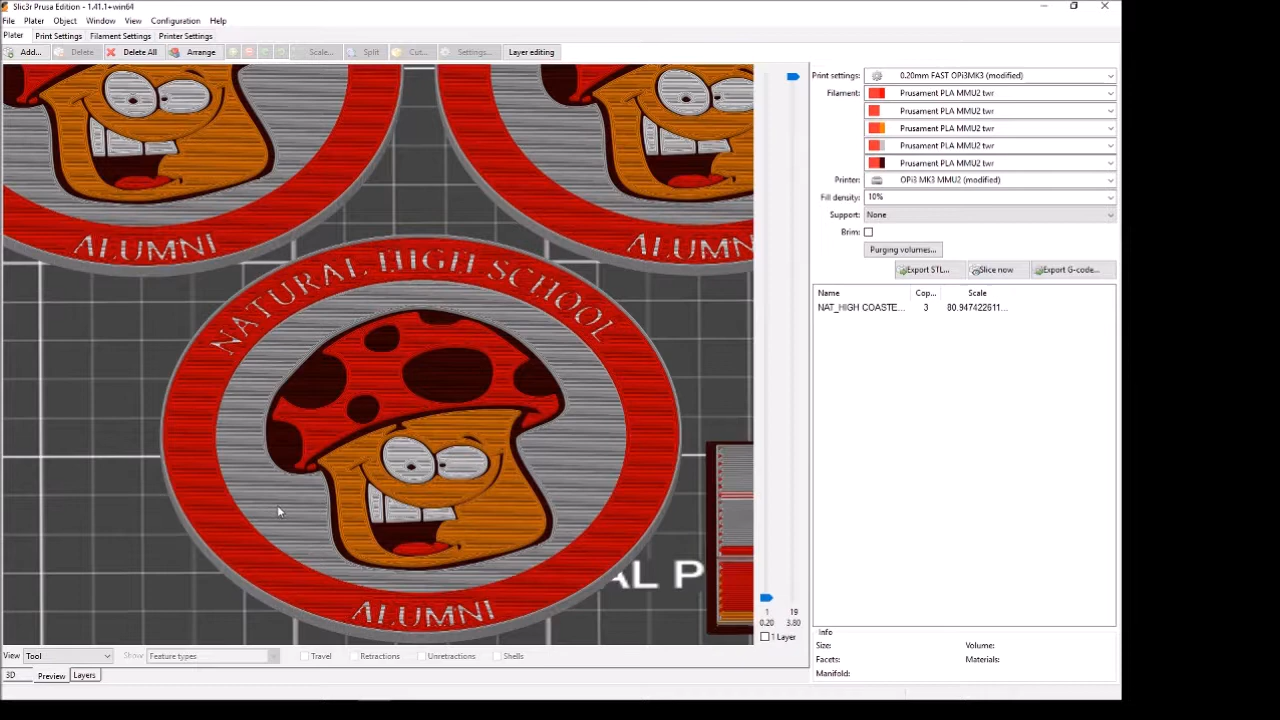 Slic3r Prusa Edition - 1.41.1+win64
File Plater Object Window View Configuration Help
Plater Print Settings Filament Settings Printer Settings
Add... Delete Delete All Arrange Scale... Split Cut... Settings... Layer editing
Print settings: 0.20mm FAST OPi3MK3 (modified)
Filament: Prusament PLA MMU2 twr
Prusament PLA MMU2 twr
Prusament PLA MMU2 twr
Prusament PLA MMU2 twr
Prusament PLA MMU2 twr
Printer: OPi3 MK3 MMU2 (modified)
Fill density: 10%
Support: None
Brim:
Purging volumes...
Export STL... Slice now Export G-code...
Name Cop... Scale
NAT_HIGH COASTE... 3 80.947422611...
ALUMNI
ALUMN
NATURAL HIGH SCHOOL
ALUMNI
AL P
1 19
0.20 3.80
1 Layer
Info
Size: Volume:
Facets: Materials:
Manifold:
View Tool Show Feature types Travel Retractions Unretractions Shells
3D Preview Layers